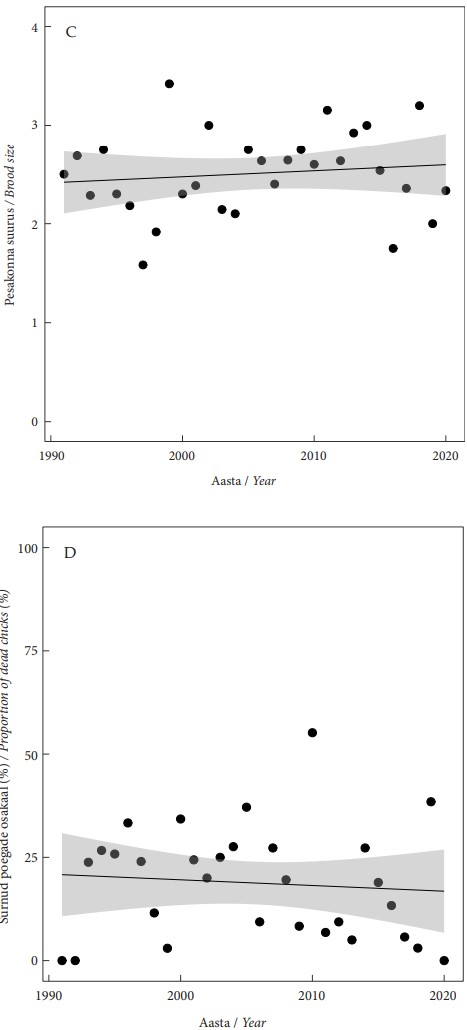 C
Pesakonna suurus / Brood size
4
3
2
1
0
1990 2000 2010 2020
Aasta / Year
D
Surnud poegade osakaal (%) / Proportion of dead chicks (%)
100
75
50
25
0
1990 2000 2010 2020
Aasta / Year